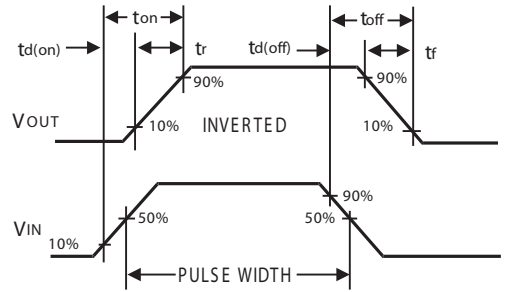 ton
toff
td(on)
tr
td(off)
tf
90%
90%
VOUT
10%
INVERTED
10%
90%
VIN
50%
50%
10%
PULSE WIDTH